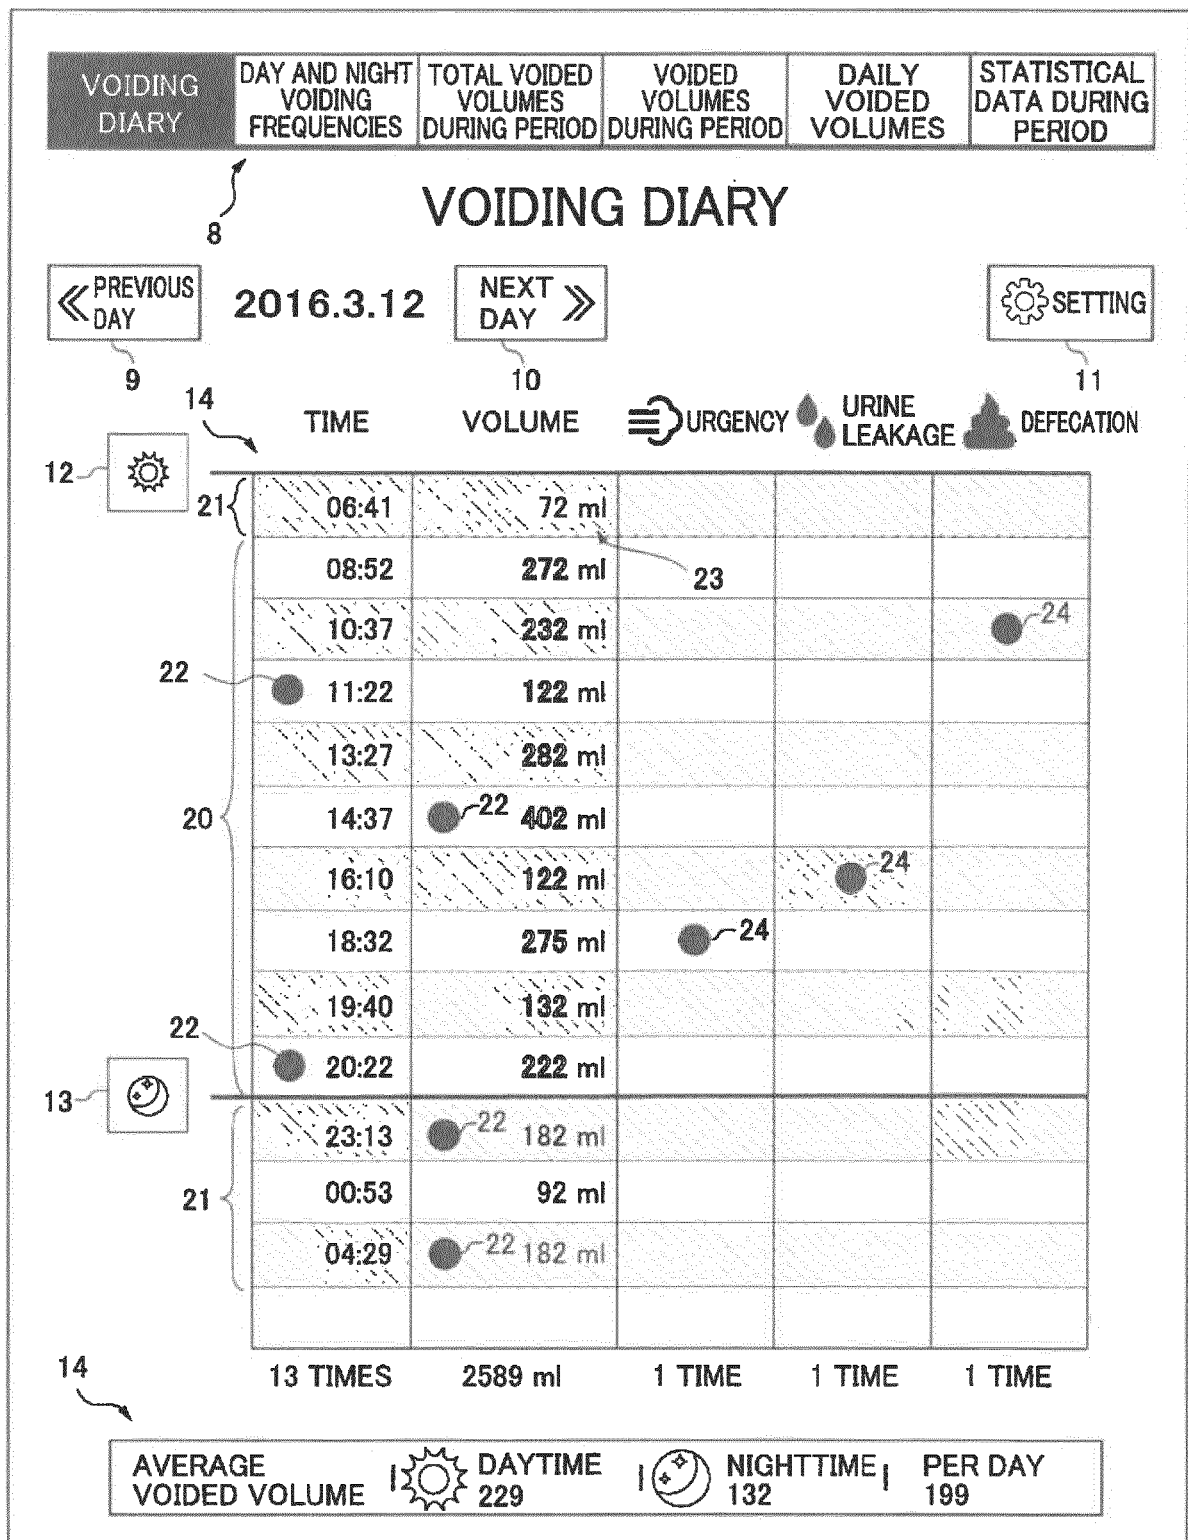 VOIDING DIARY
DAY AND NIGHT VOIDING FREQUENCIES
TOTAL VOIDED VOLUMES DURING PERIOD
VOIDED VOLUMES DURING PERIOD
DAILY VOIDED VOLUMES
STATISTICAL DATA DURING PERIOD
8
VOIDING DIARY
PREVIOUS DAY
2016.3.12
NEXT DAY
SETTING
9
10
11
14
TIME VOLUME URGENCY URINE LEAKAGE DEFECATION
12
21 06:41 72 ml
23
08:52 272 ml
10:37 232 ml 24
22 11:22 122 ml
13:27 282 ml
20 14:37 22 402 ml
16:10 122 ml 24
18:32 275 ml 24
19:40 132 ml
22 20:22 222 ml
13
23:13 22 182 ml
21 00:53 92 ml
04:29 22 182 ml
13 TIMES 2589 ml 1 TIME 1 TIME 1 TIME
14
AVERAGE VOIDED VOLUME
DAYTIME 229
NIGHTTIME 132
PER DAY 199